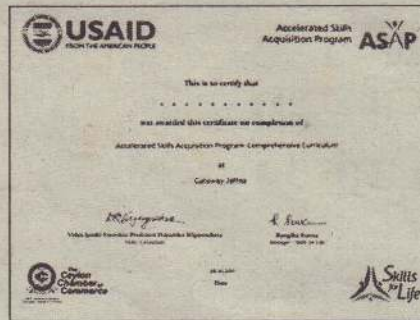 USAID
FROM THE AMERICAN PEOPLE
Accelerated Skills
Acquisition Program
ASAP
This is to certify that
was awarded this certificate on completion of
Accelerated Skills Acquisition Program Comprehensive Curriculum
at
Gateway Jaffna
Date
The
Ceylon
Chamber of
Commerce
Skills
for
Life